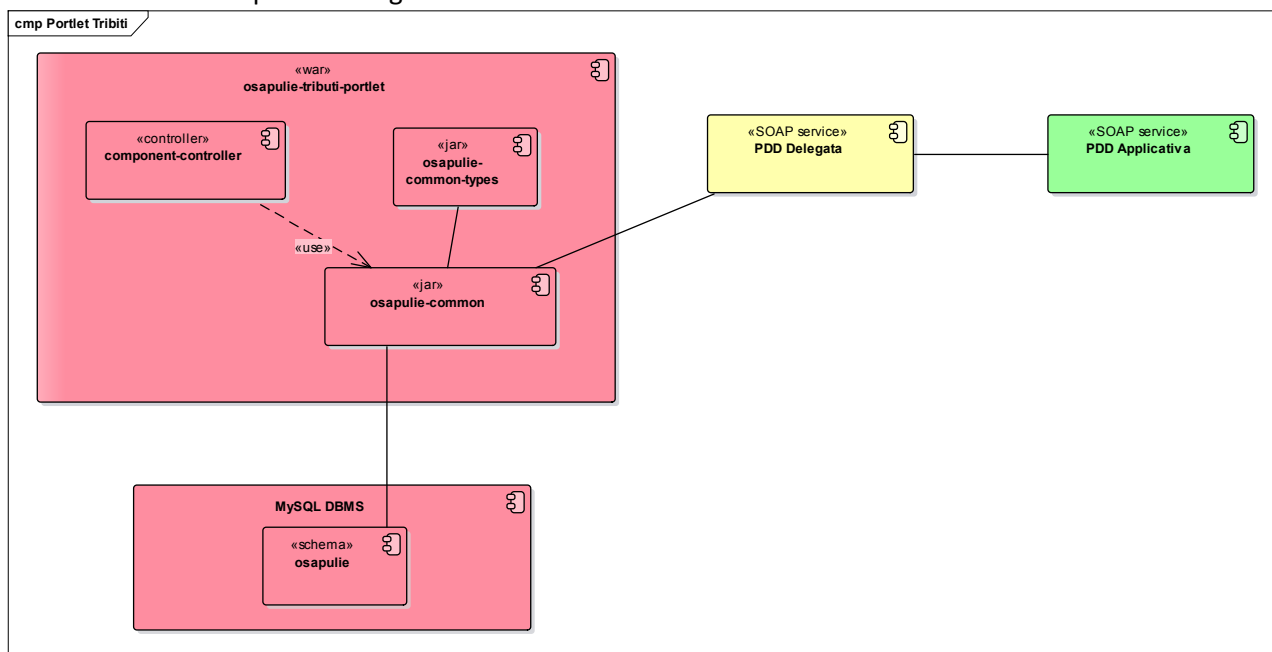 cmp Portlet Tribiti
«war»
osapulie-tributi-portlet
«controller»
component-controller
«jar»
osapulie-
common-types
«SOAP service»
PDD Delegata
«SOAP service»
PDD Applicativa
«use»
«jar»
osapulie-common
MySQL DBMS
«schema»
osapulie